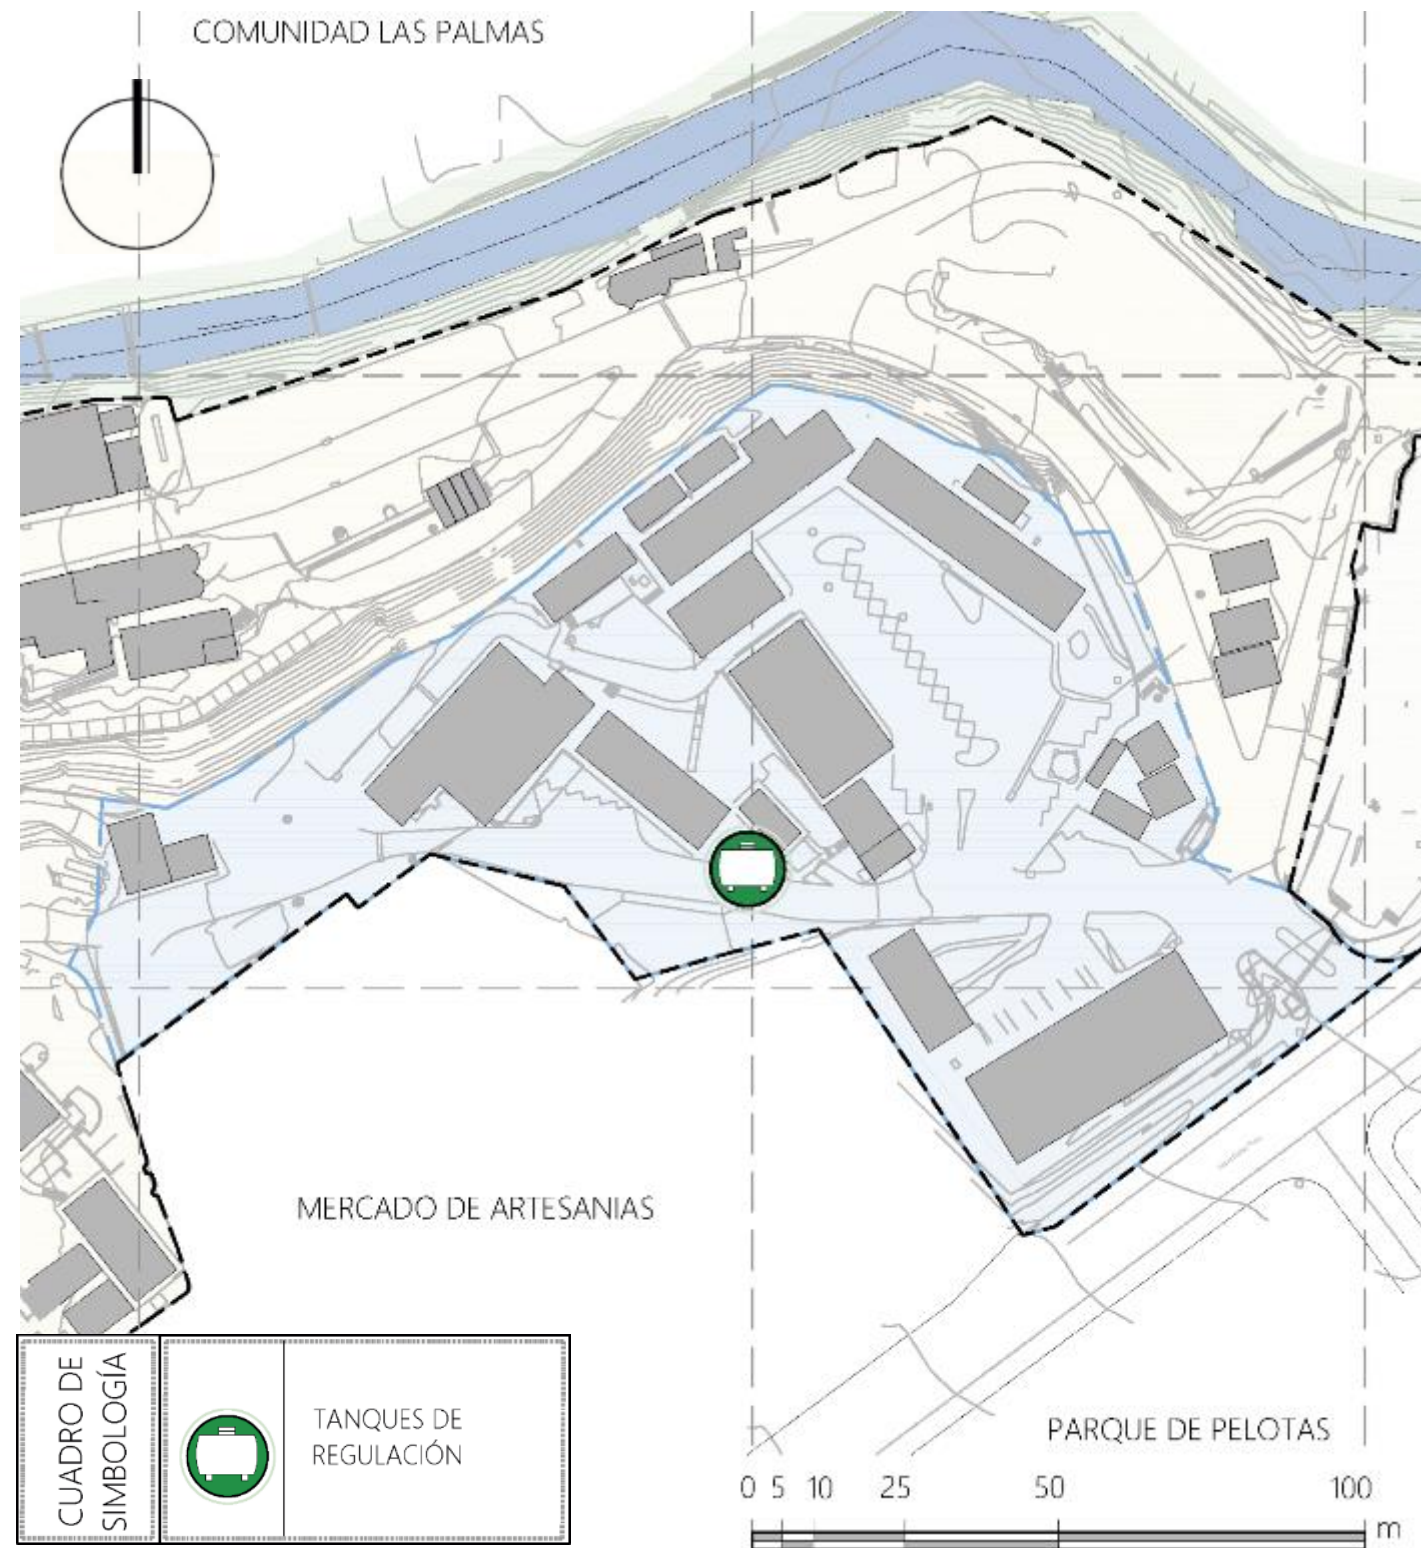 COMUNIDAD LAS PALMAS
MERCADO DE ARTESANIAS
CUADRO DE
SIMBOLOGÍA
TANQUES DE
REGULACIÓN
PARQUE DE PELOTAS
0 5 10 25 50 100
m